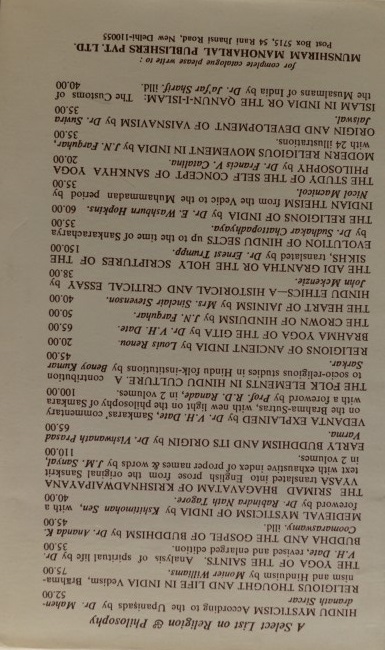 A Select List on Religion & Philosophy
HINDU MYSTICISM According to the Upaniṣads by Dr. Mahen-
dranath Sircar 52.00
RELIGIOUS THOUGHT AND LIFE IN INDIA Vedism, Brahma-
nism and Hinduism by Monier Williams. 75.00
THE YOGA OF THE SAINTS. Analysis of spiritual life by Dr.
V.H. Date, revised and enlarged edition. 35.00
BUDDHA AND THE GOSPEL OF BUDDHISM by Dr. Ananda K.
Coomaraswamy. illd. 45.00
MEDIEVAL MYSTICISM OF INDIA by Kshitimohan Sen, with a
foreword by Dr. Rabindra Nath Tagore. 40.00
THE SRIMAD BHAGAVATAM OF KRISHNADWAIPAYANA
VYASA translated into English prose from the original Sanskrit
text with exhaustive index of proper names & words by J.M. Sanyal,
in 2 volumes. 110.00
EARLY BUDDHISM AND ITS ORIGIN by Dr. Vishwanath Prasad
Varma. 65.00
VEDANTA EXPLAINED by Dr. V.H. Date, Sankaras' commentary
on the Brahma-Sutras, with new light on the philosophy of Sankara
with foreword by Prof. R.D. Ranade, in 2 volumes. 100.00
THE FOLK ELEMENTS IN HINDU CULTURE. A contribution
to socio-religious studies in Hindu folk-institutions by Benoy Kumar
Sarkar. 45.00
RELIGIONS OF ANCIENT INDIA by Louis Renou. 20.00
BRAHMA YOGA OF THE GITA by Dr. V.H. Date. 65.00
THE CROWN OF HINDUISM by J.N. Farquhar. 50.00
THE HEART OF JAINISM by Mrs. Sinclair Stevenson. 40.00
HINDU ETHICS—A HISTORICAL AND CRITICAL ESSAY by
John Mckenzie. 38.00
THE ADI GRANTHA OR THE HOLY SCRIPTURES OF THE
SIKHS, translated by Dr. Ernest Trumpp. 150.00
EVOLUTION OF HINDU SECTS up to the time of Sankaracharya
by Dr. Sudhakar Chattopadhyaya. 35.00
THE RELIGIONS OF INDIA by Dr. E. Washburn Hopkins. 60.00
INDIAN THEISM from the Vedic to the Muhammadan period by
Nicol Macnicol. 35.00
THE STUDY OF THE SELF CONCEPT OF SANKHYA YOGA
PHILOSOPHY by Dr. Francis V. Catalina. 20.00
MODERN RELIGIOUS MOVEMENT IN INDIA by J.N. Farquhar,
with 24 illustrations. 35.00
ORIGIN AND DEVELOPMENT OF VAISNAVISM by Dr. Suvira
Jaiswal. 35.00
ISLAM IN INDIA OR THE QANUN-I-ISLAM: The Customs of
the Musalmans of India by Dr. Ja'far Sharif. illd. 40.00
for complete catalogue please write to :
MUNSHIRAM MANOHARLAL PUBLISHERS PVT. LTD.
Post Box 5715, 54 Rani Jhansi Road, New Delhi-110055